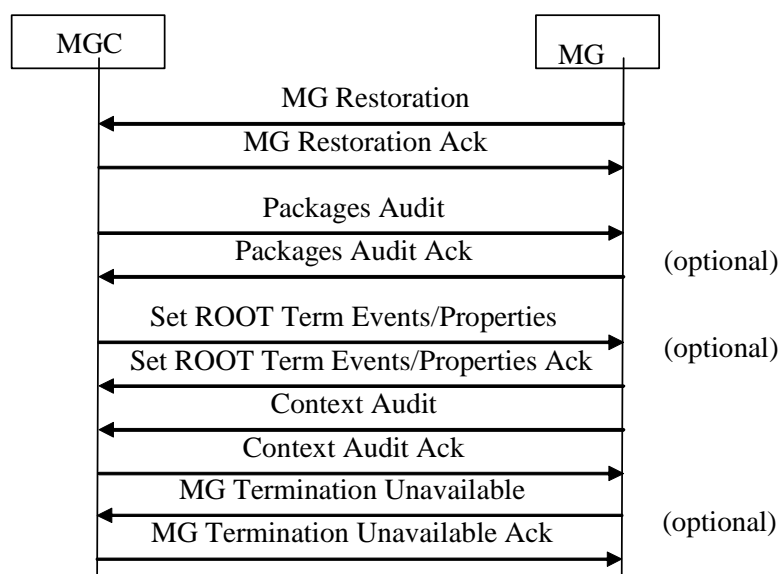 MGC
MG
MG Restoration
MG Restoration Ack
Packages Audit
Packages Audit Ack
(optional)
Set ROOT Term Events/Properties
(optional)
Set ROOT Term Events/Properties Ack
Context Audit
Context Audit Ack
MG Termination Unavailable
(optional)
MG Termination Unavailable Ack